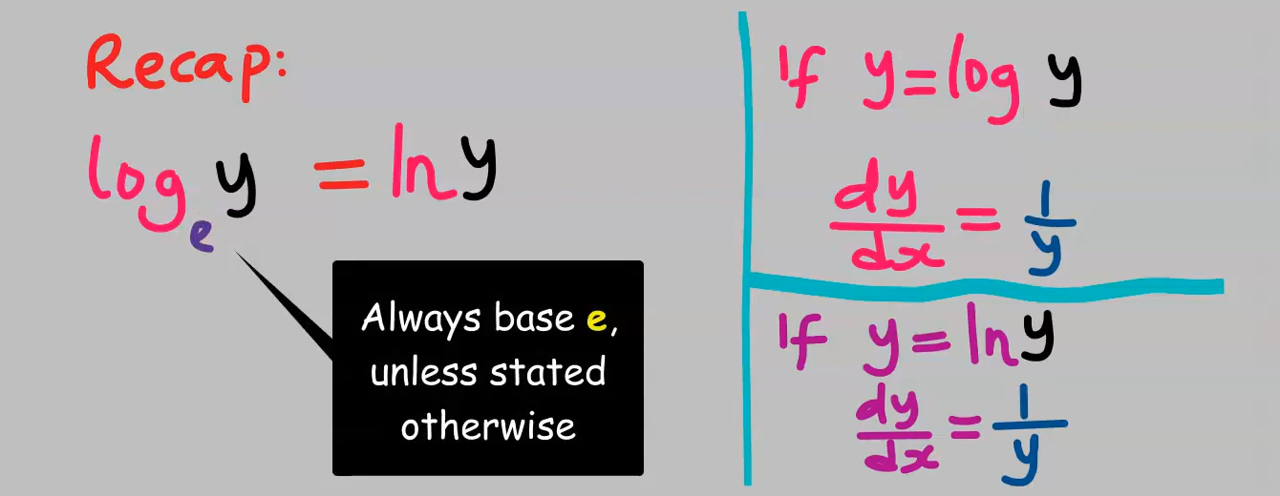 Recap:
logₑ y = ln y
Always base e,
unless stated
otherwise
If y = log y
dy/dx = 1/y
If y = ln y
dy/dx = 1/y